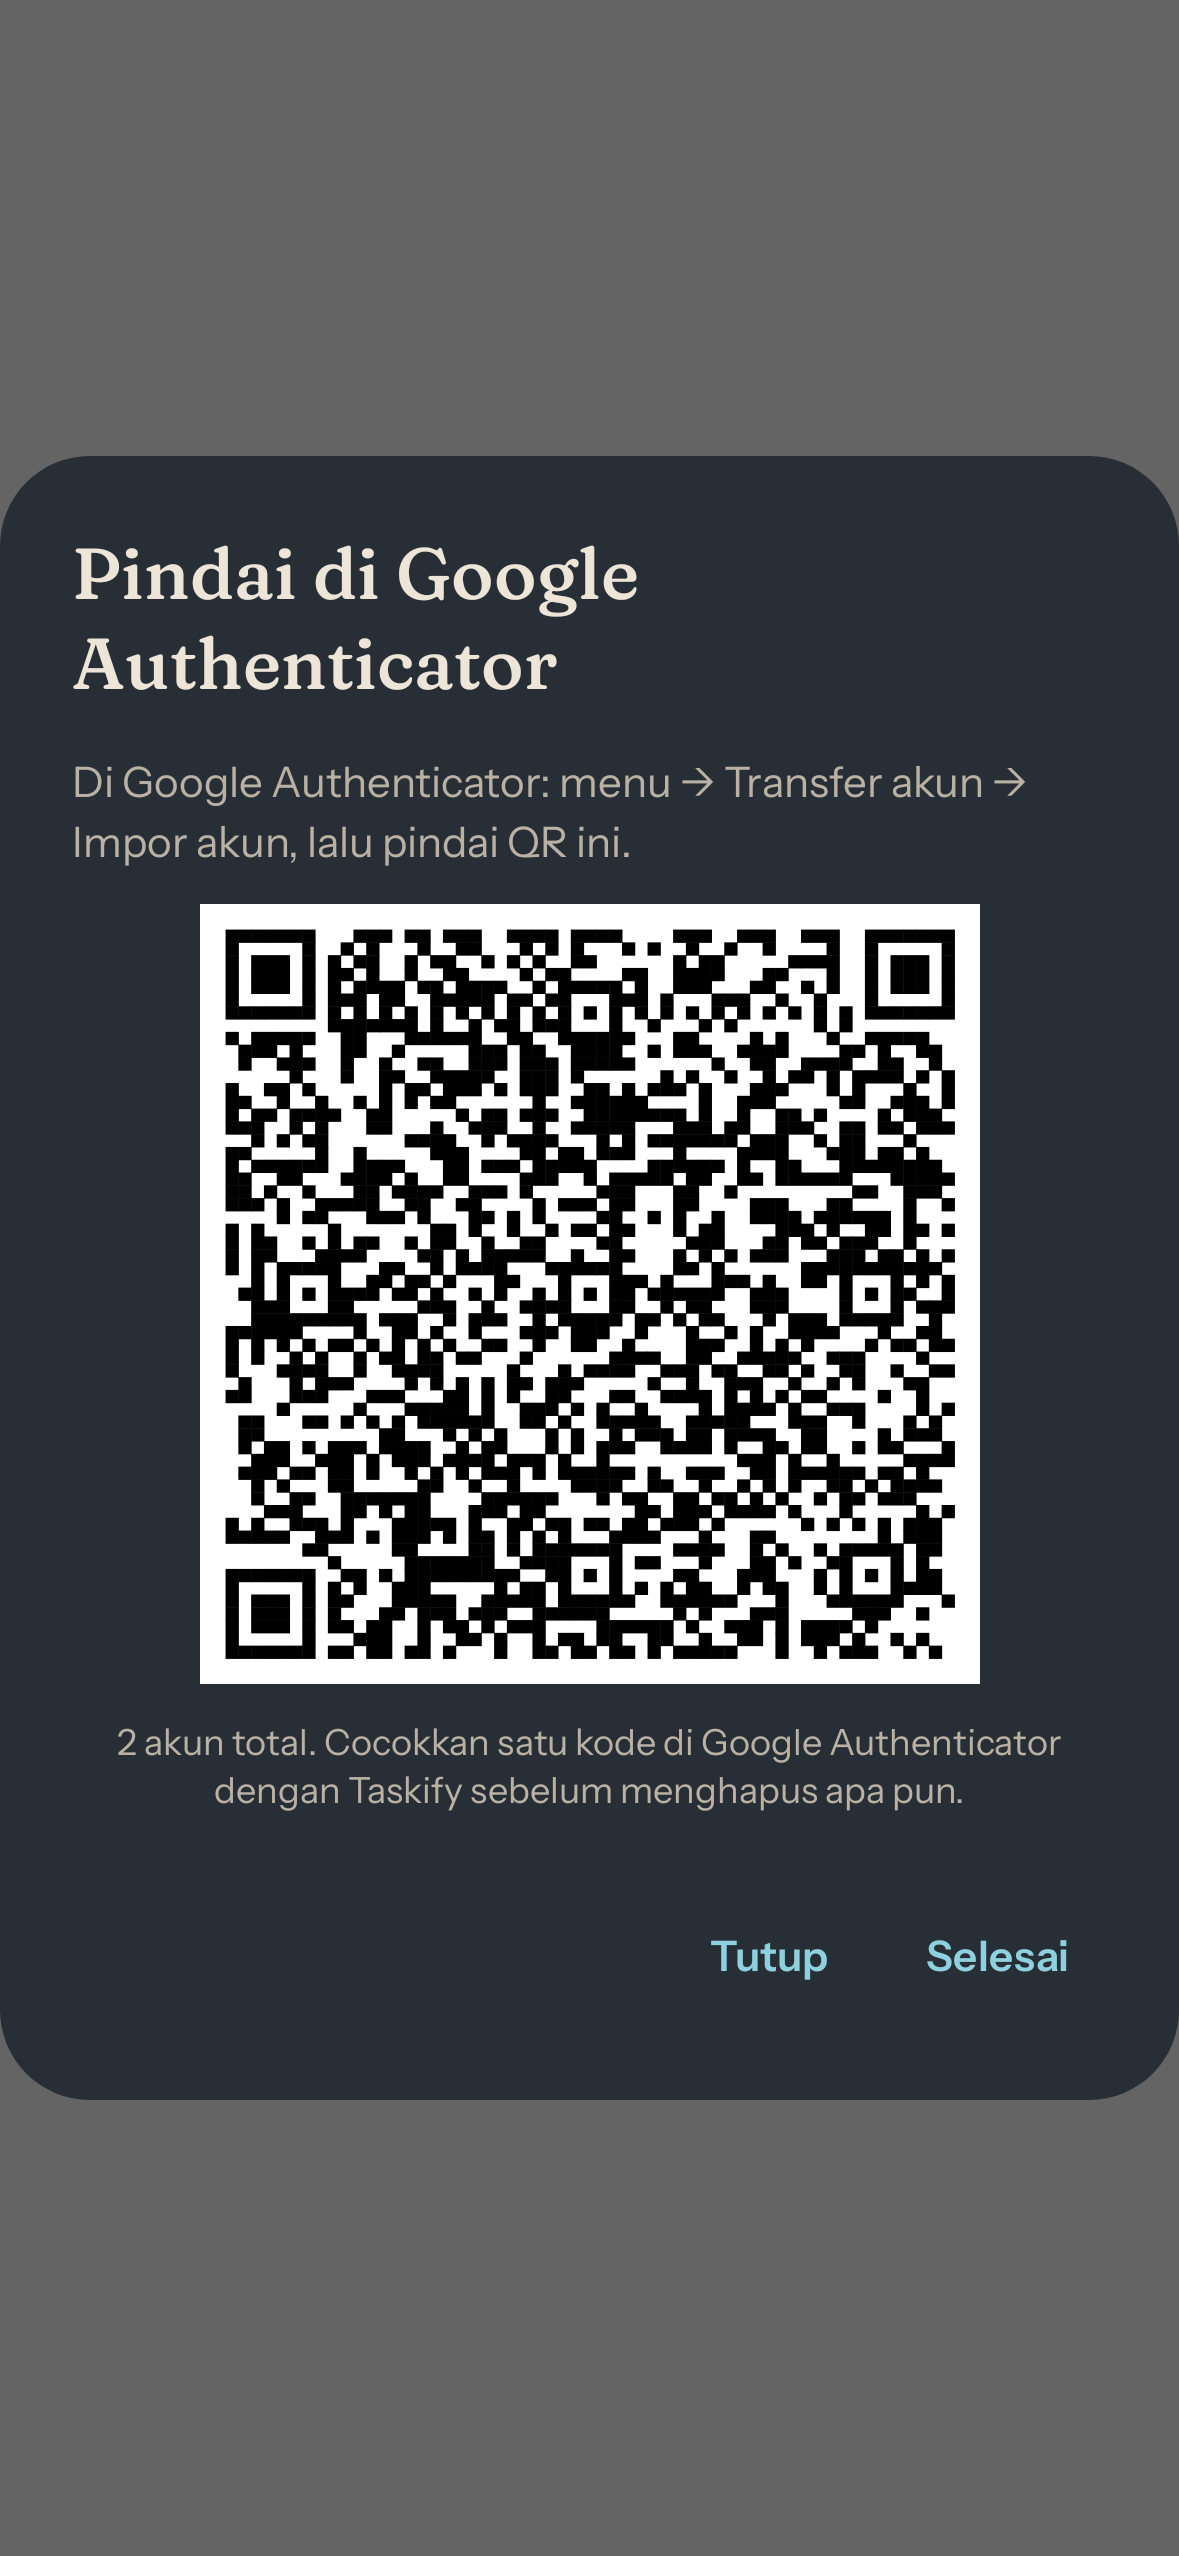 Pindai di Google
Authenticator
Di Google Authenticator: menu → Transfer akun →
Impor akun, lalu pindai QR ini.
2 akun total. Cocokkan satu kode di Google Authenticator
dengan Taskify sebelum menghapus apa pun.
Tutup
Selesai